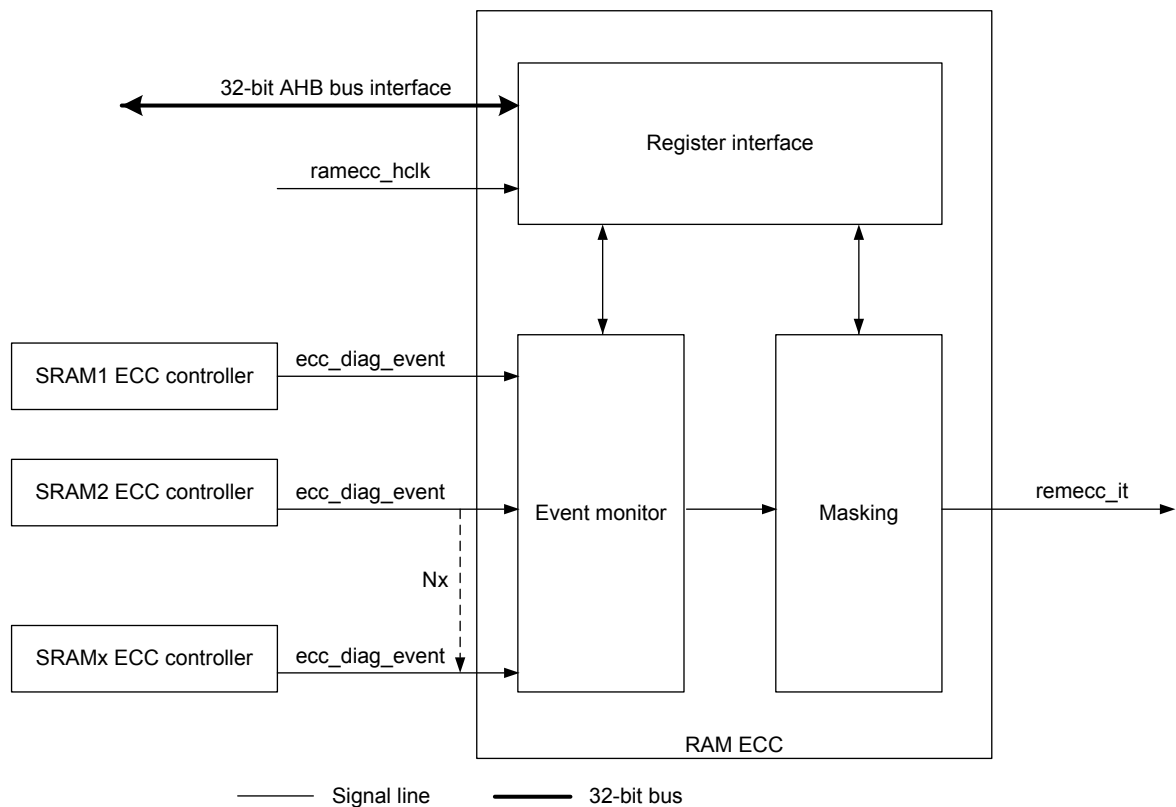 32-bit AHB bus interface
Register interface
ramecc_hclk
SRAM1 ECC controller
ecc_diag_event
SRAM2 ECC controller
ecc_diag_event
Event monitor
Masking
remecc_it
Nx
SRAMx ECC controller
ecc_diag_event
RAM ECC
Signal line
32-bit bus